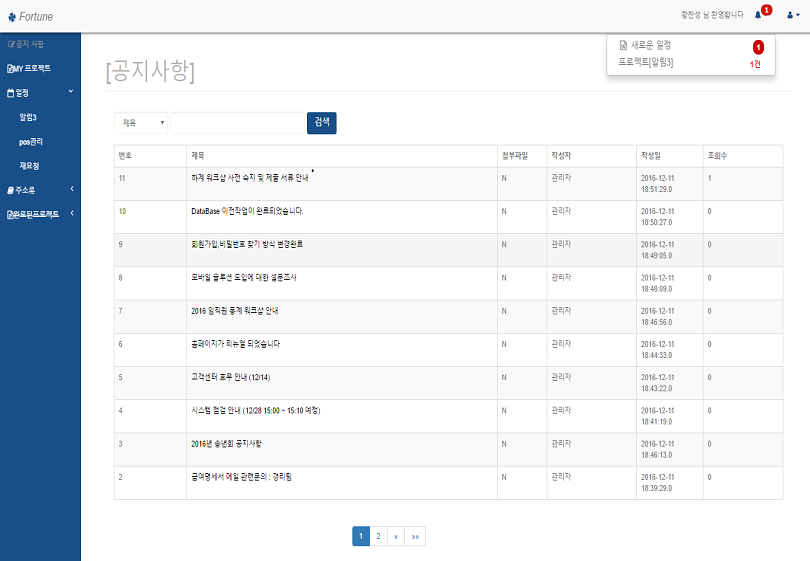 Fortune
황찬성 님 환영합니다
1
공지 사항
MY 프로젝트
일정
알림3
pos관리
재요청
주소록
완료된프로젝트
새로운 일정
1
프로젝트[알림3]
1건
[공지사항]
제목
검색
번호 제목 첨부파일 작성자 작성일 조회수
11 하계 워크샵 사전 숙지 및 제출 서류 안내 N 관리자 2016-12-11 18:51:29.0 1
10 DataBase 이전작업이 완료되었습니다. N 관리자 2016-12-11 18:50:27.0 0
9 회원가입,비밀번호 찾기 방식 변경완료 N 관리자 2016-12-11 18:49:05.0 0
8 모바일 솔루션 도입에 대한 설문조사 N 관리자 2016-12-11 18:48:09.0 0
7 2016 임직원 동계 워크샵 안내 N 관리자 2016-12-11 18:46:56.0 0
6 홈페이지가 리뉴얼 되었습니다 N 관리자 2016-12-11 18:44:33.0 0
5 고객센터 휴무 안내 (12/14) N 관리자 2016-12-11 18:43:22.0 0
4 시스템 점검 안내 (12/28 15:00 ~ 15:10 예정) N 관리자 2016-12-11 18:41:19.0 0
3 2016년 송년회 공지사항 N 관리자 2016-12-11 18:46:13.0 0
2 급여명세서 메일 관련문의 : 경리팀 N 관리자 2016-12-11 18:39:29.0 0
1 2 » »»